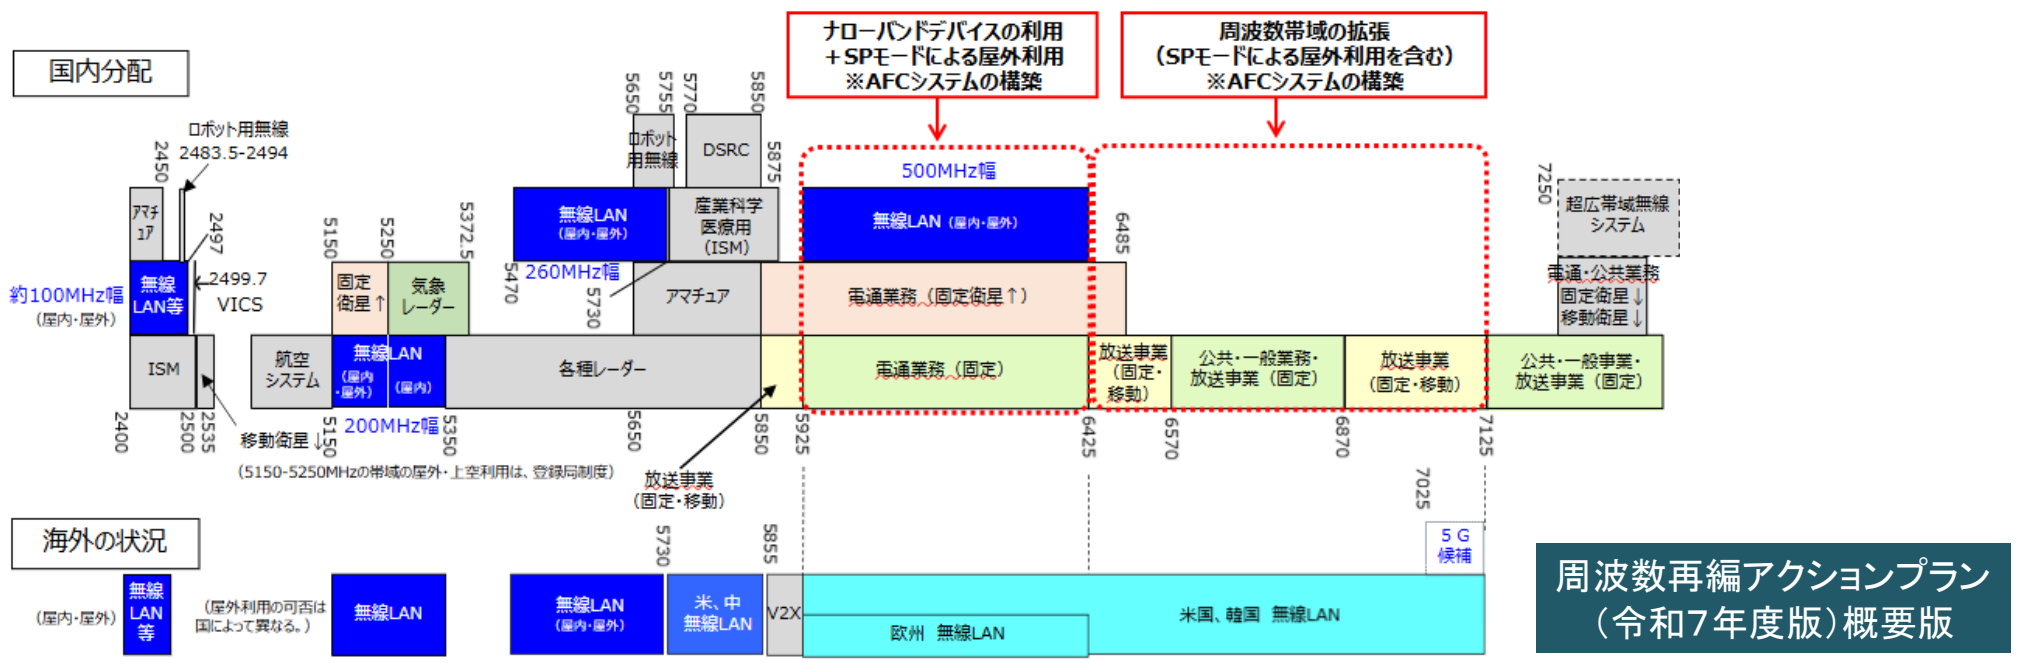 ナローバンドデバイスの利用
＋SPモードによる屋外利用
※AFCシステムの構築
周波数帯域の拡張
（SPモードによる屋外利用を含む）
※AFCシステムの構築
国内分配
ロボット用無線
2483.5-2494
2450
アマチ
ュア
2497
約100MHz幅
（屋内・屋外）
無線
LAN等
2499.7
VICS
ISM
2400
2500
2535
移動衛星↓
航空
システム
5150
5250
5372.5
固定
衛星↑
気象
レーダー
無線LAN
（屋内
・屋外）
（屋内）
5150
200MHz幅
5350
（5150-5250MHzの帯域の屋外・上空利用は、登録局制度）
5650
5755
5770
5850
ロボット
用無線
DSRC
5875
無線LAN
（屋内・屋外）
産業科学
医療用
（ISM）
5470
260MHz幅
5730
アマチュア
各種レーダー
5650
5850
5925
放送事業
（固定・移動）
500MHz幅
無線LAN（屋内・屋外）
6485
電通業務（固定衛星↑）
電通業務（固定）
6425
放送事業
（固定・
移動）
公共・一般業務・
放送事業（固定）
放送事業
（固定・移動）
公共・一般事業・
放送事業（固定）
6570
6870
7125
7250
超広帯域無線
システム
電通・公共業務
固定衛星↓
移動衛星↓
7025
海外の状況
（屋内・屋外）
無線
LAN
等
（屋外利用の可否は
国によって異なる。）
無線LAN
無線LAN
（屋内・屋外）
5730
米、中
無線LAN
5855
V2X
欧州　無線LAN
米国、韓国　無線LAN
５Ｇ
候補
周波数再編アクションプラン
（令和７年度版）概要版